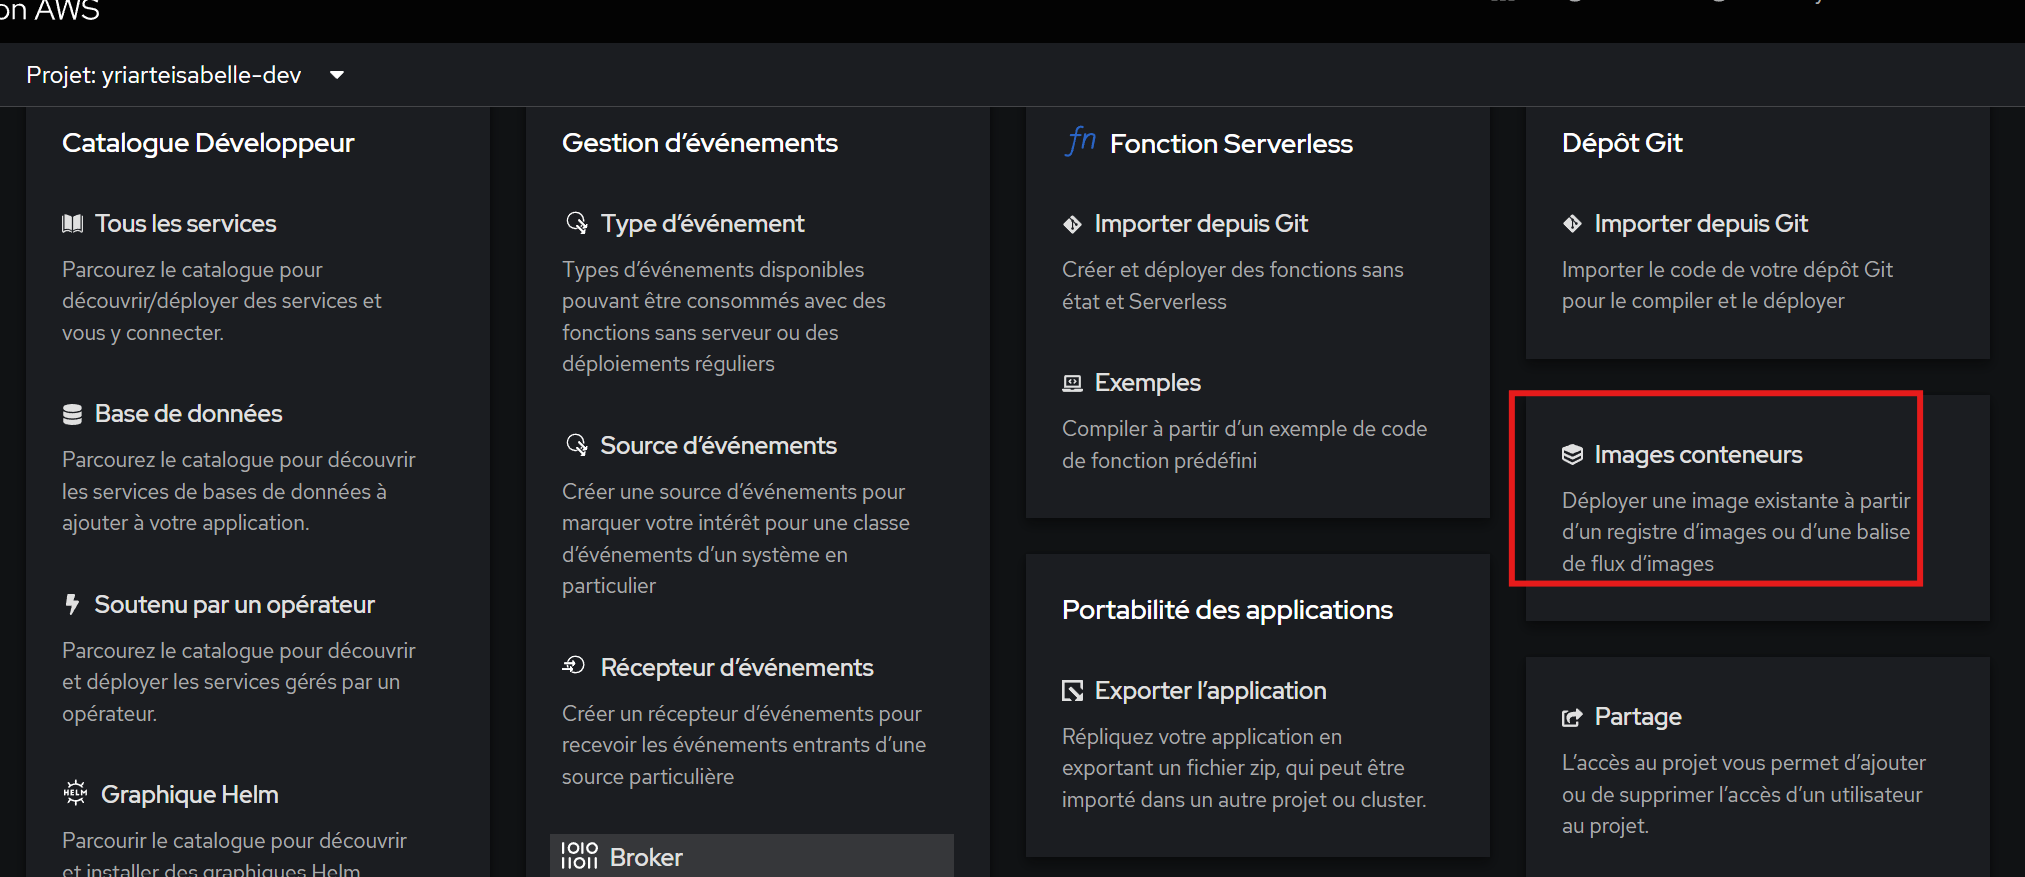 on AWS
Projet: yriarteisabelle-dev
Catalogue Développeur
Tous les services
Parcourez le catalogue pour
découvrir/déployer des services et
vous y connecter.
Base de données
Parcourez le catalogue pour découvrir
les services de bases de données à
ajouter à votre application.
Soutenu par un opérateur
Parcourez le catalogue pour découvrir
et déployer les services gérés par un
opérateur.
HELM
Graphique Helm
Parcourir le catalogue pour découvrir
et installer des graphiques Helm
Gestion d’événements
Type d’événement
Types d’événements disponibles
pouvant être consommés avec des
fonctions sans serveur ou des
déploiements réguliers
Source d’événements
Créer une source d’événements pour
marquer votre intérêt pour une classe
d’événements d’un système en
particulier
Récepteur d’événements
Créer un récepteur d’événements pour
recevoir les événements entrants d’une
source particulière
1010
11011
Broker
fn Fonction Serverless
Importer depuis Git
Créer et déployer des fonctions sans
état et Serverless
Exemples
Compiler à partir d’un exemple de code
de fonction prédéfini
Portabilité des applications
Exporter l’application
Répliquez votre application en
exportant un fichier zip, qui peut être
importé dans un autre projet ou cluster.
Dépôt Git
Importer depuis Git
Importer le code de votre dépôt Git
pour le compiler et le déployer
Images conteneurs
Déployer une image existante à partir
d’un registre d’images ou d’une balise
de flux d’images
Partage
L’accès au projet vous permet d’ajouter
ou de supprimer l’accès d’un utilisateur
au projet.